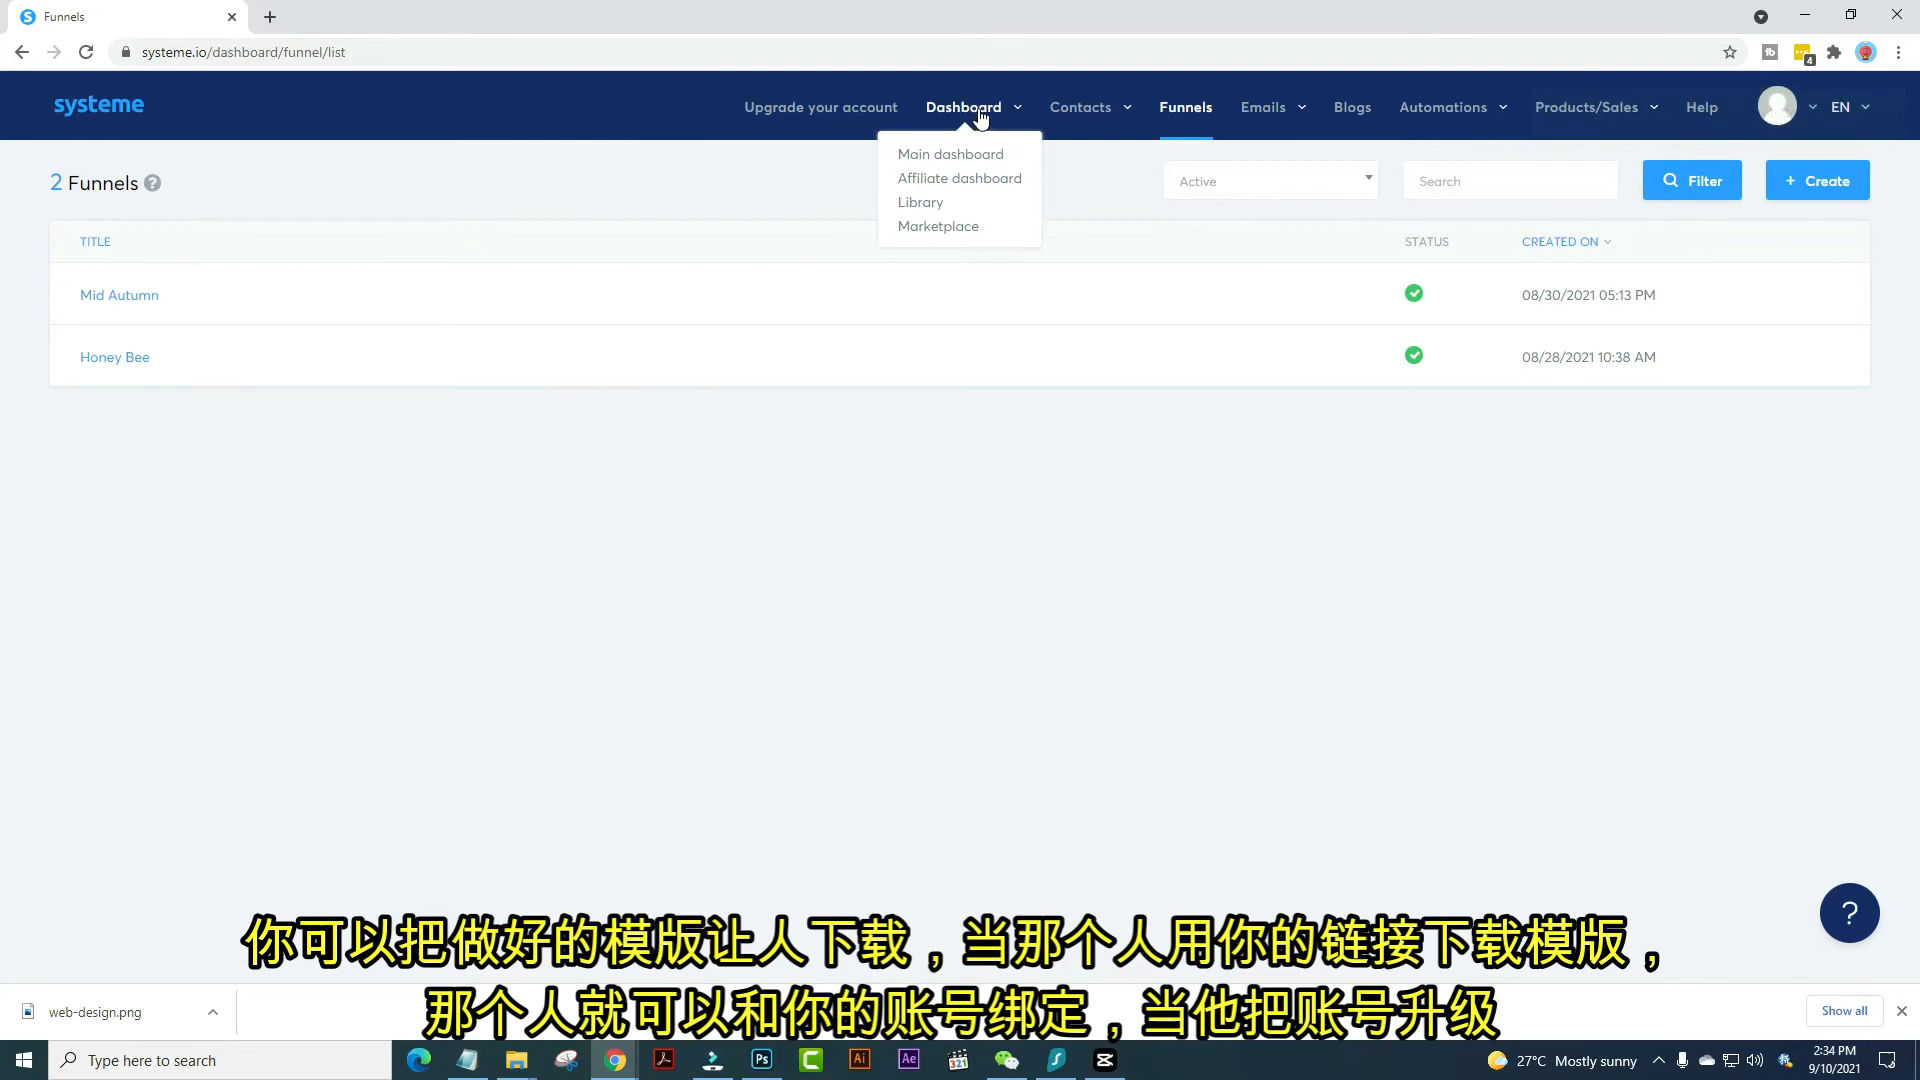 Funnels
systeme.io/dashboard/funnel/list
4
systeme
Upgrade your account
Dashboard
Contacts
Funnels
Emails
Blogs
Automations
Products/Sales
Help
EN
Main dashboard
Affiliate dashboard
Library
Marketplace
2 Funnels ?
Active
Search
Filter
+ Create
TITLE
STATUS
CREATED ON
Mid Autumn
08/30/2021 05:13 PM
Honey Bee
08/28/2021 10:38 AM
?
你可以把做好的模版让人下载，当那个人用你的链接下载模版，
那个人就可以和你的账号绑定，当他把账号升级
web-design.png
Show all
Type here to search
Ps
Ai
Ae
321
27°C Mostly sunny
2:34 PM
9/10/2021